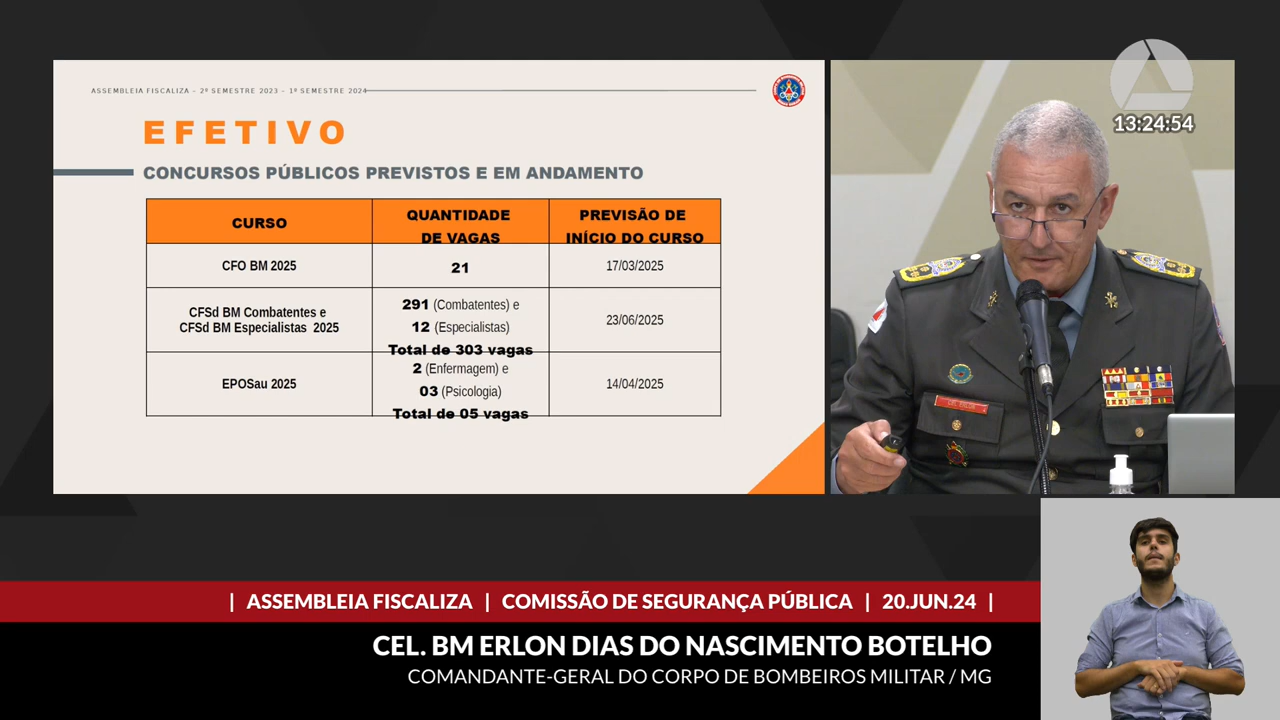 ASSEMBLEIA FISCALIZA – 2º SEMESTRE 2023 – 1º SEMESTRE 2024
13:24:54
EFETIVO
CONCURSOS PÚBLICOS PREVISTOS E EM ANDAMENTO
CURSO
QUANTIDADE
DE VAGAS
PREVISÃO DE
INÍCIO DO CURSO
CFO BM 2025
21
17/03/2025
CFSd BM Combatentes e
CFSd BM Especialistas 2025
291 (Combatentes) e
12 (Especialistas)
Total de 303 vagas
23/06/2025
EPOSau 2025
2 (Enfermagem) e
03 (Psicologia)
Total de 05 vagas
14/04/2025
CEL ERLON
| ASSEMBLEIA FISCALIZA | COMISSÃO DE SEGURANÇA PÚBLICA | 20.JUN.24 |
CEL. BM ERLON DIAS DO NASCIMENTO BOTELHO
COMANDANTE-GERAL DO CORPO DE BOMBEIROS MILITAR / MG